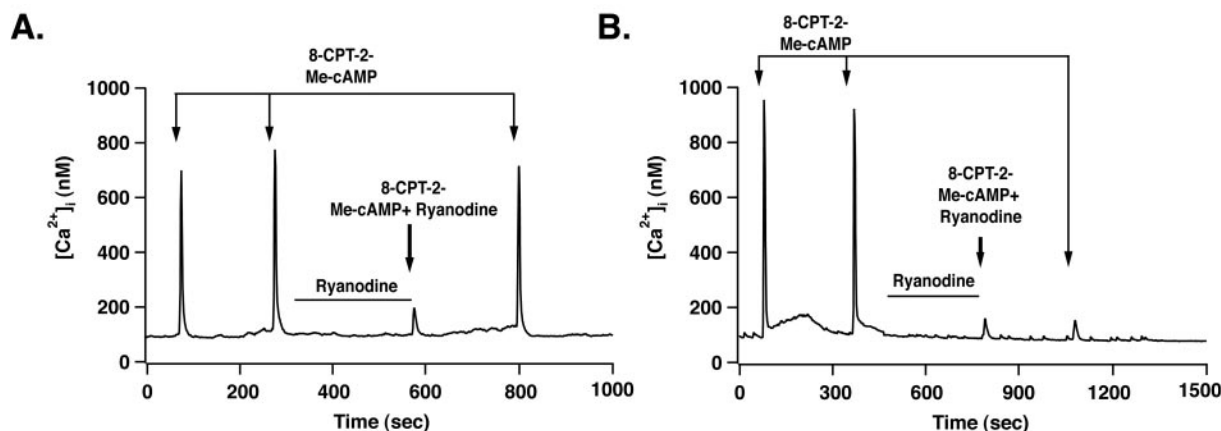 A.
8-CPT-2-
Me-cAMP
1000
800
600
400
200
0
[Ca²⁺]ᵢ (nM)
8-CPT-2-
Me-cAMP+ Ryanodine
Ryanodine
0 200 400 600 800 1000
Time (sec)
B.
8-CPT-2-
Me-cAMP
1000
800
600
400
200
0
[Ca²⁺]ᵢ (nM)
8-CPT-2-
Me-cAMP+
Ryanodine
Ryanodine
0 300 600 900 1200 1500
Time (sec)